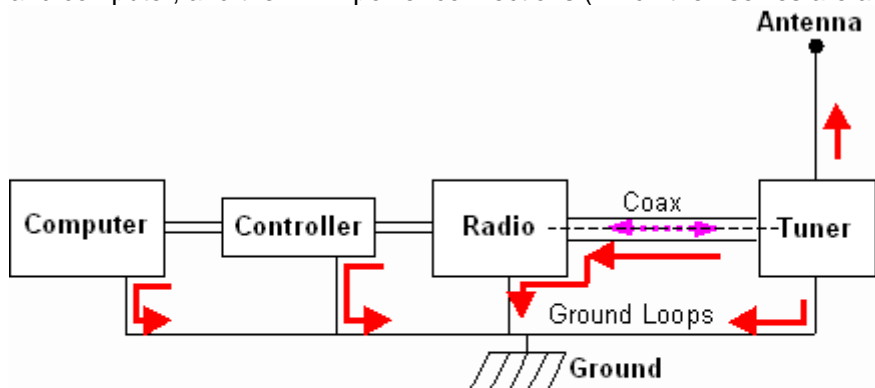 Antenna
Coax
Computer
Controller
Radio
Tuner
Ground Loops
Ground